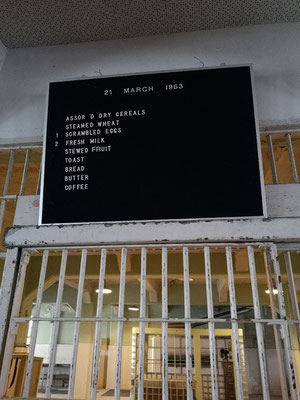 21 MARCH 1963
ASSOR 'D DRY CEREALS
STEAMED WHEAT
1 SCRAMBLED EGGS
2 FRESH MILK
STEWED FRUIT
TOAST
BREAD
BUTTER
COFFEE